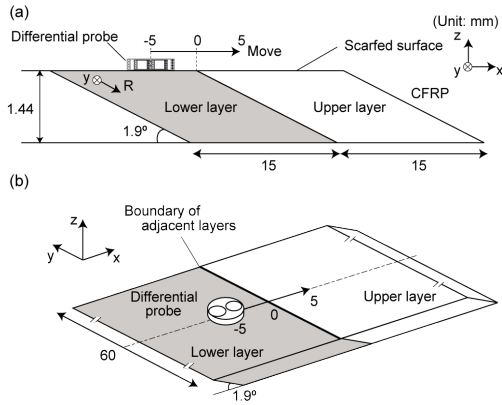 (a)
(Unit: mm)
Differential probe
-5 0 5
Move
Scarfed surface
z
y
x
y
R
CFRP
1.44
Lower layer
Upper layer
1.9º
15
15
(b)
Boundary of
adjacent layers
z
y
x
Differential
probe
5
0
-5
Upper layer
Lower layer
60
1.9º